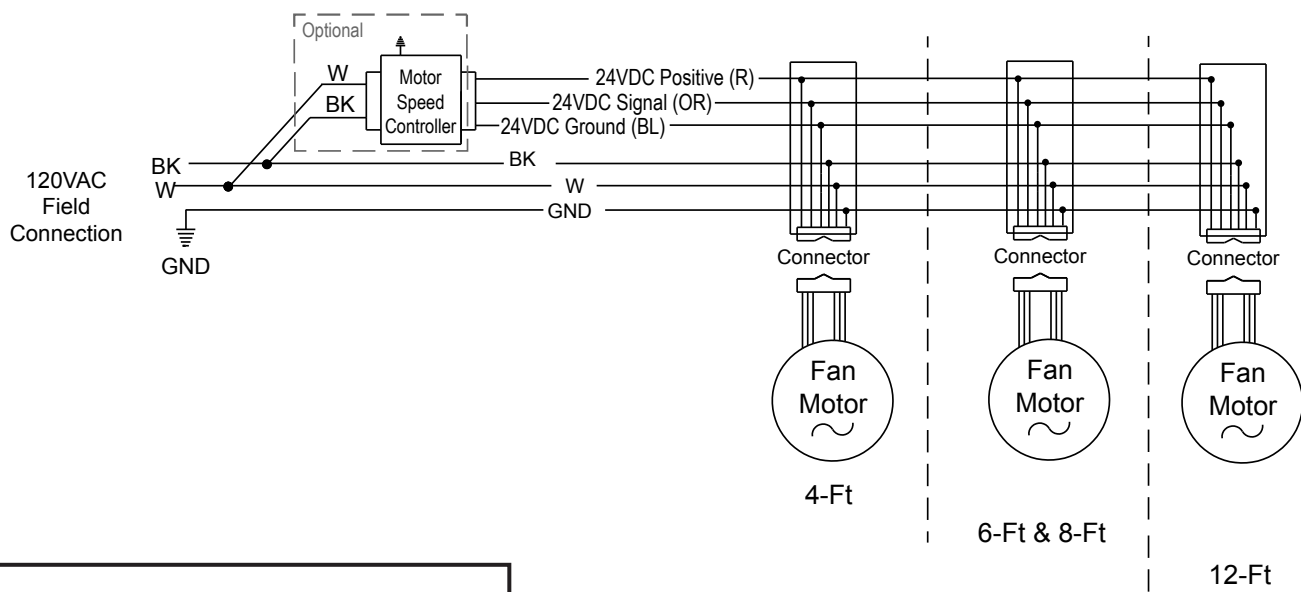 Optional
W
BK
Motor
Speed
Controller
24VDC Positive (R)
24VDC Signal (OR)
24VDC Ground (BL)
120VAC
Field
Connection
BK
W
GND
BK
W
GND
Connector
Connector
Connector
Fan
Motor
Fan
Motor
Fan
Motor
4-Ft
6-Ft & 8-Ft
12-Ft